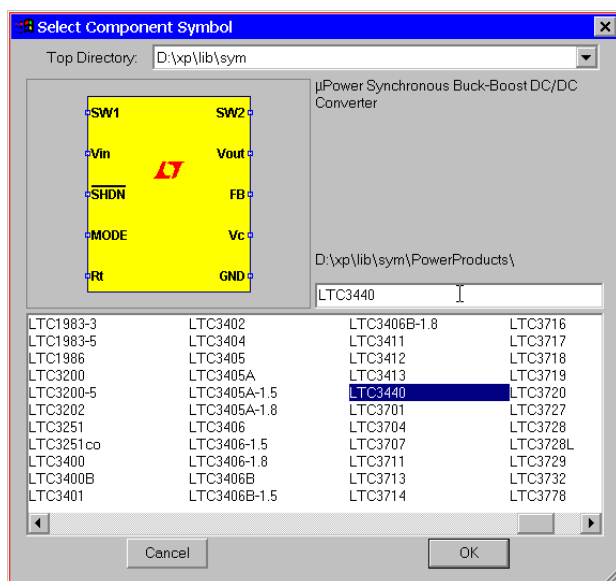 Select Component Symbol
Top Directory: D:\xp\lib\sym
µPower Synchronous Buck-Boost DC/DC
Converter
SW1 SW2
Vin Vout
SHDN FB
MODE Vc
Rt GND
D:\xp\lib\sym\PowerProducts\
LTC3440
LTC1983-3 LTC3402 LTC3406B-1.8 LTC3716
LTC1983-5 LTC3404 LTC3411 LTC3717
LTC1986 LTC3405 LTC3412 LTC3718
LTC3200 LTC3405A LTC3413 LTC3719
LTC3200-5 LTC3405A-1.5 LTC3440 LTC3720
LTC3202 LTC3405A-1.8 LTC3701 LTC3727
LTC3251 LTC3406 LTC3704 LTC3728
LTC3251co LTC3406-1.5 LTC3707 LTC3728L
LTC3400 LTC3406-1.8 LTC3711 LTC3729
LTC3400B LTC3406B LTC3713 LTC3732
LTC3401 LTC3406B-1.5 LTC3714 LTC3778
Cancel OK